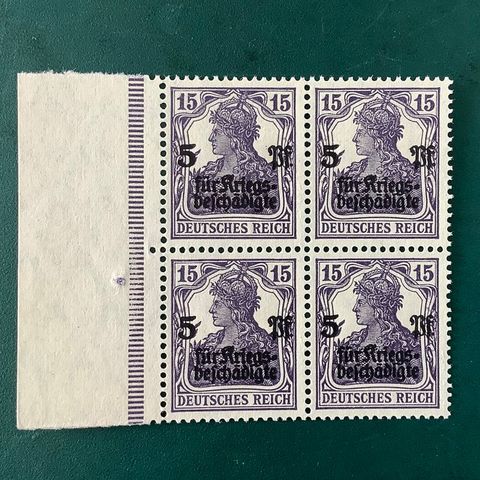 15 15
5 Pf
für Kriegs-
beschädigte
DEUTSCHES REICH
15 15
5 Pf
für Kriegs-
beschädigte
DEUTSCHES REICH
15 15
5 Pf
für Kriegs-
beschädigte
DEUTSCHES REICH
15 15
5 Pf
für Kriegs-
beschädigte
DEUTSCHES REICH